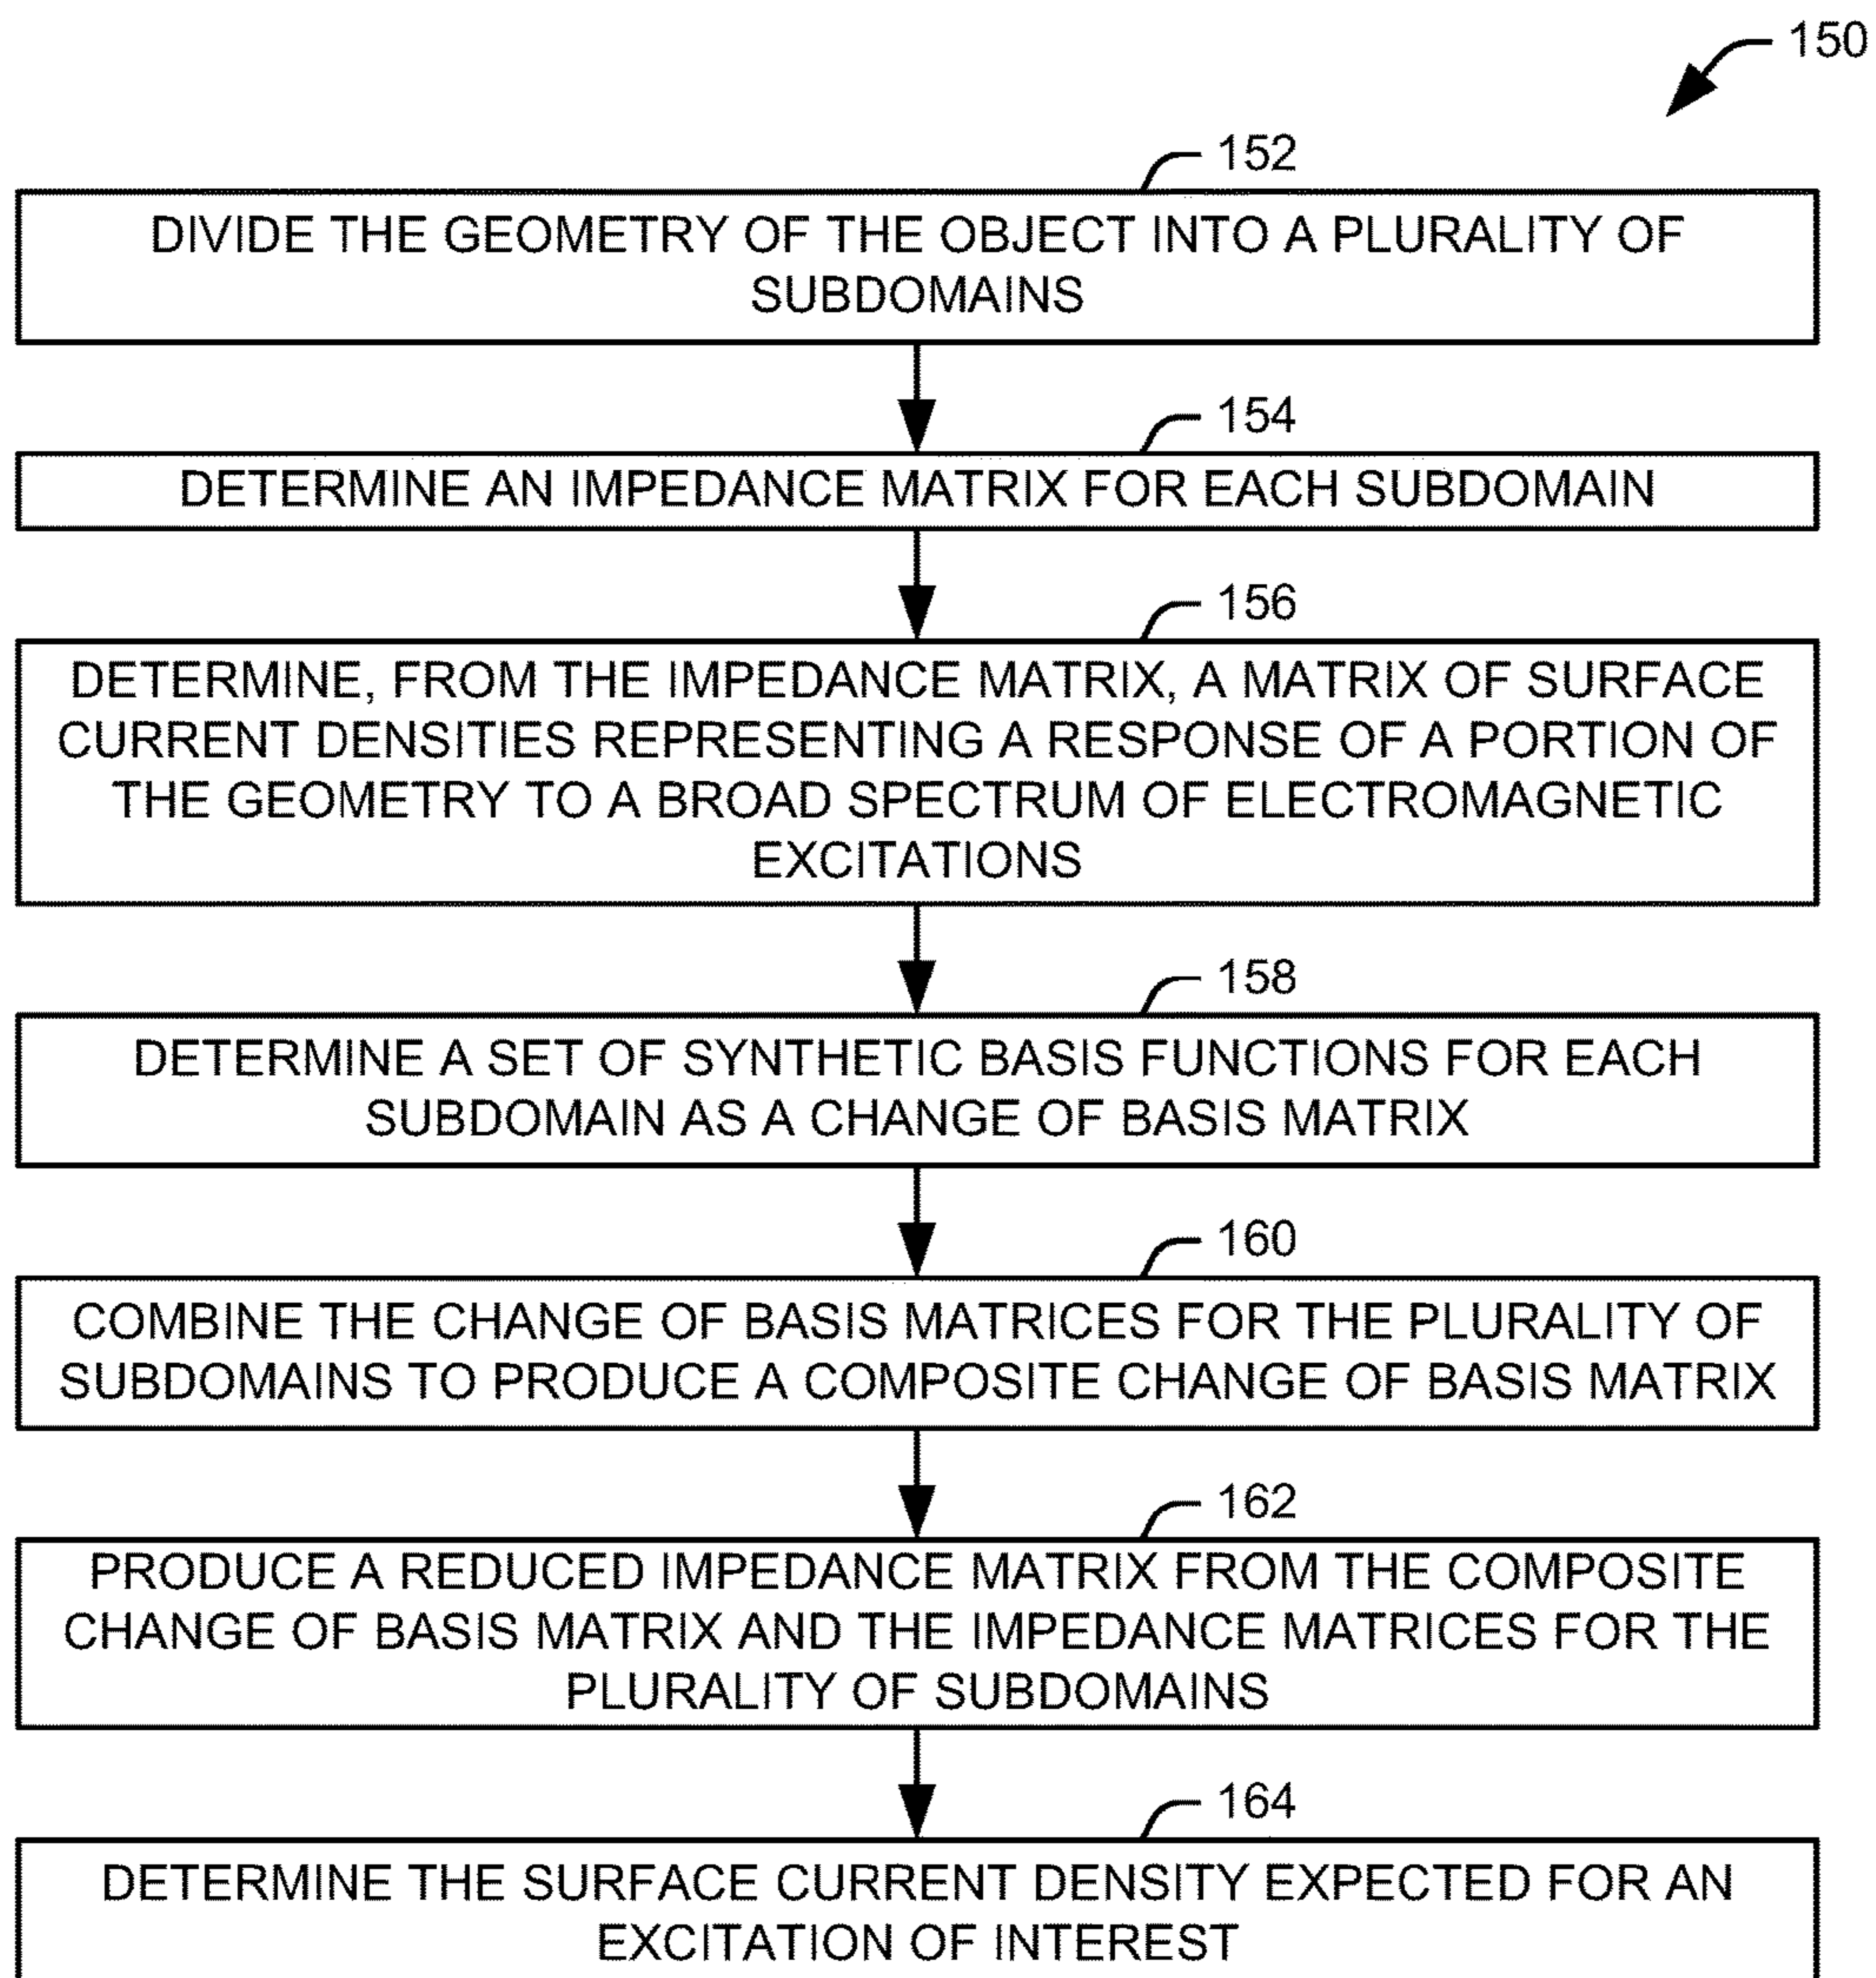 150
152
DIVIDE THE GEOMETRY OF THE OBJECT INTO A PLURALITY OF
SUBDOMAINS
154
DETERMINE AN IMPEDANCE MATRIX FOR EACH SUBDOMAIN
156
DETERMINE, FROM THE IMPEDANCE MATRIX, A MATRIX OF SURFACE
CURRENT DENSITIES REPRESENTING A RESPONSE OF A PORTION OF
THE GEOMETRY TO A BROAD SPECTRUM OF ELECTROMAGNETIC
EXCITATIONS
158
DETERMINE A SET OF SYNTHETIC BASIS FUNCTIONS FOR EACH
SUBDOMAIN AS A CHANGE OF BASIS MATRIX
160
COMBINE THE CHANGE OF BASIS MATRICES FOR THE PLURALITY OF
SUBDOMAINS TO PRODUCE A COMPOSITE CHANGE OF BASIS MATRIX
162
PRODUCE A REDUCED IMPEDANCE MATRIX FROM THE COMPOSITE
CHANGE OF BASIS MATRIX AND THE IMPEDANCE MATRICES FOR THE
PLURALITY OF SUBDOMAINS
164
DETERMINE THE SURFACE CURRENT DENSITY EXPECTED FOR AN
EXCITATION OF INTEREST